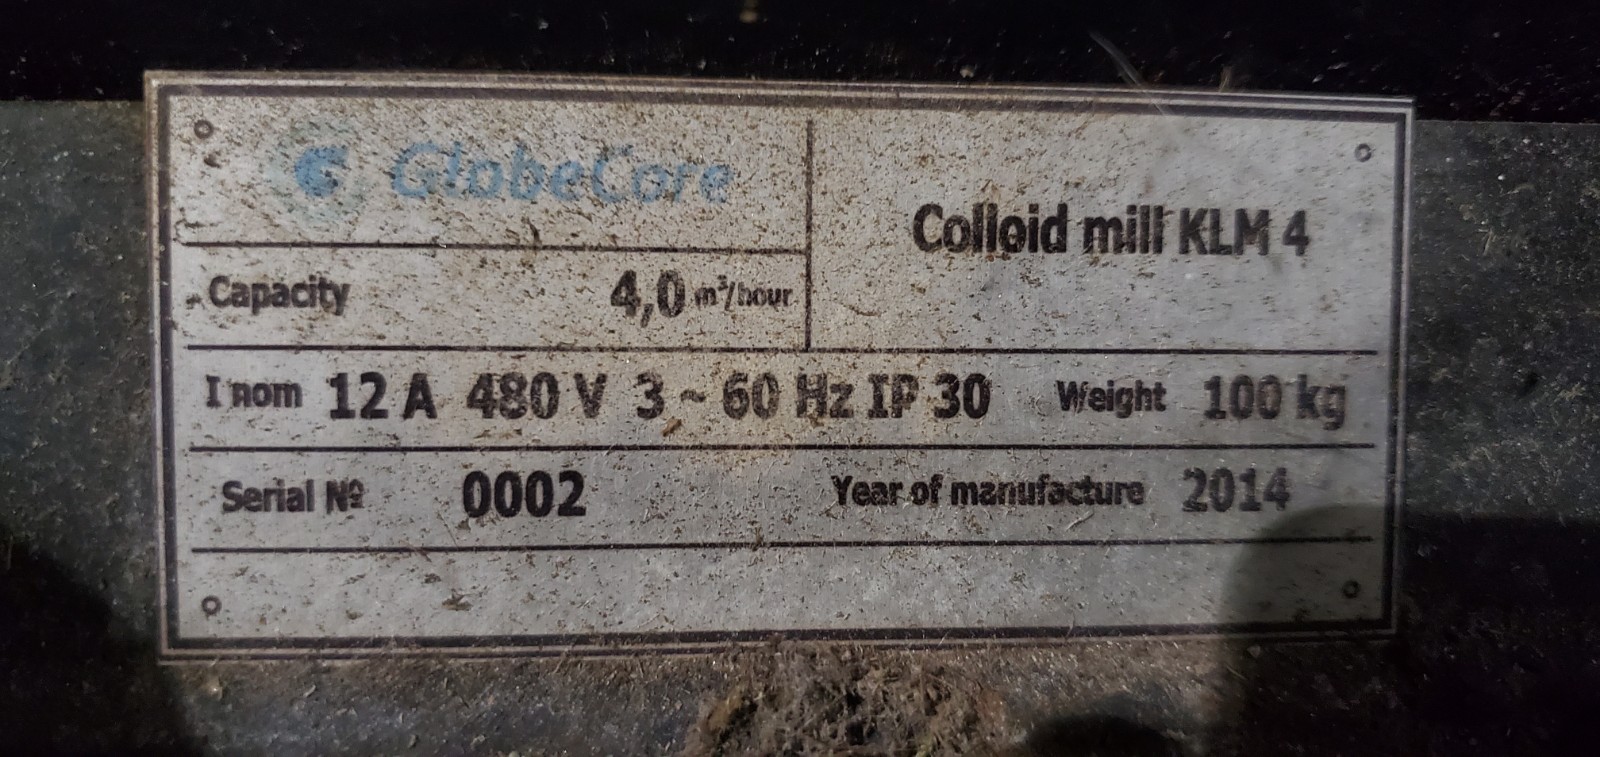 GlobeCore
Colloid mill KLM 4
Capacity 4,0 m³/hour
I nom 12 A 480 V 3 ~ 60 Hz IP 30 Weight 100 kg
Serial № 0002 Year of manufacture 2014